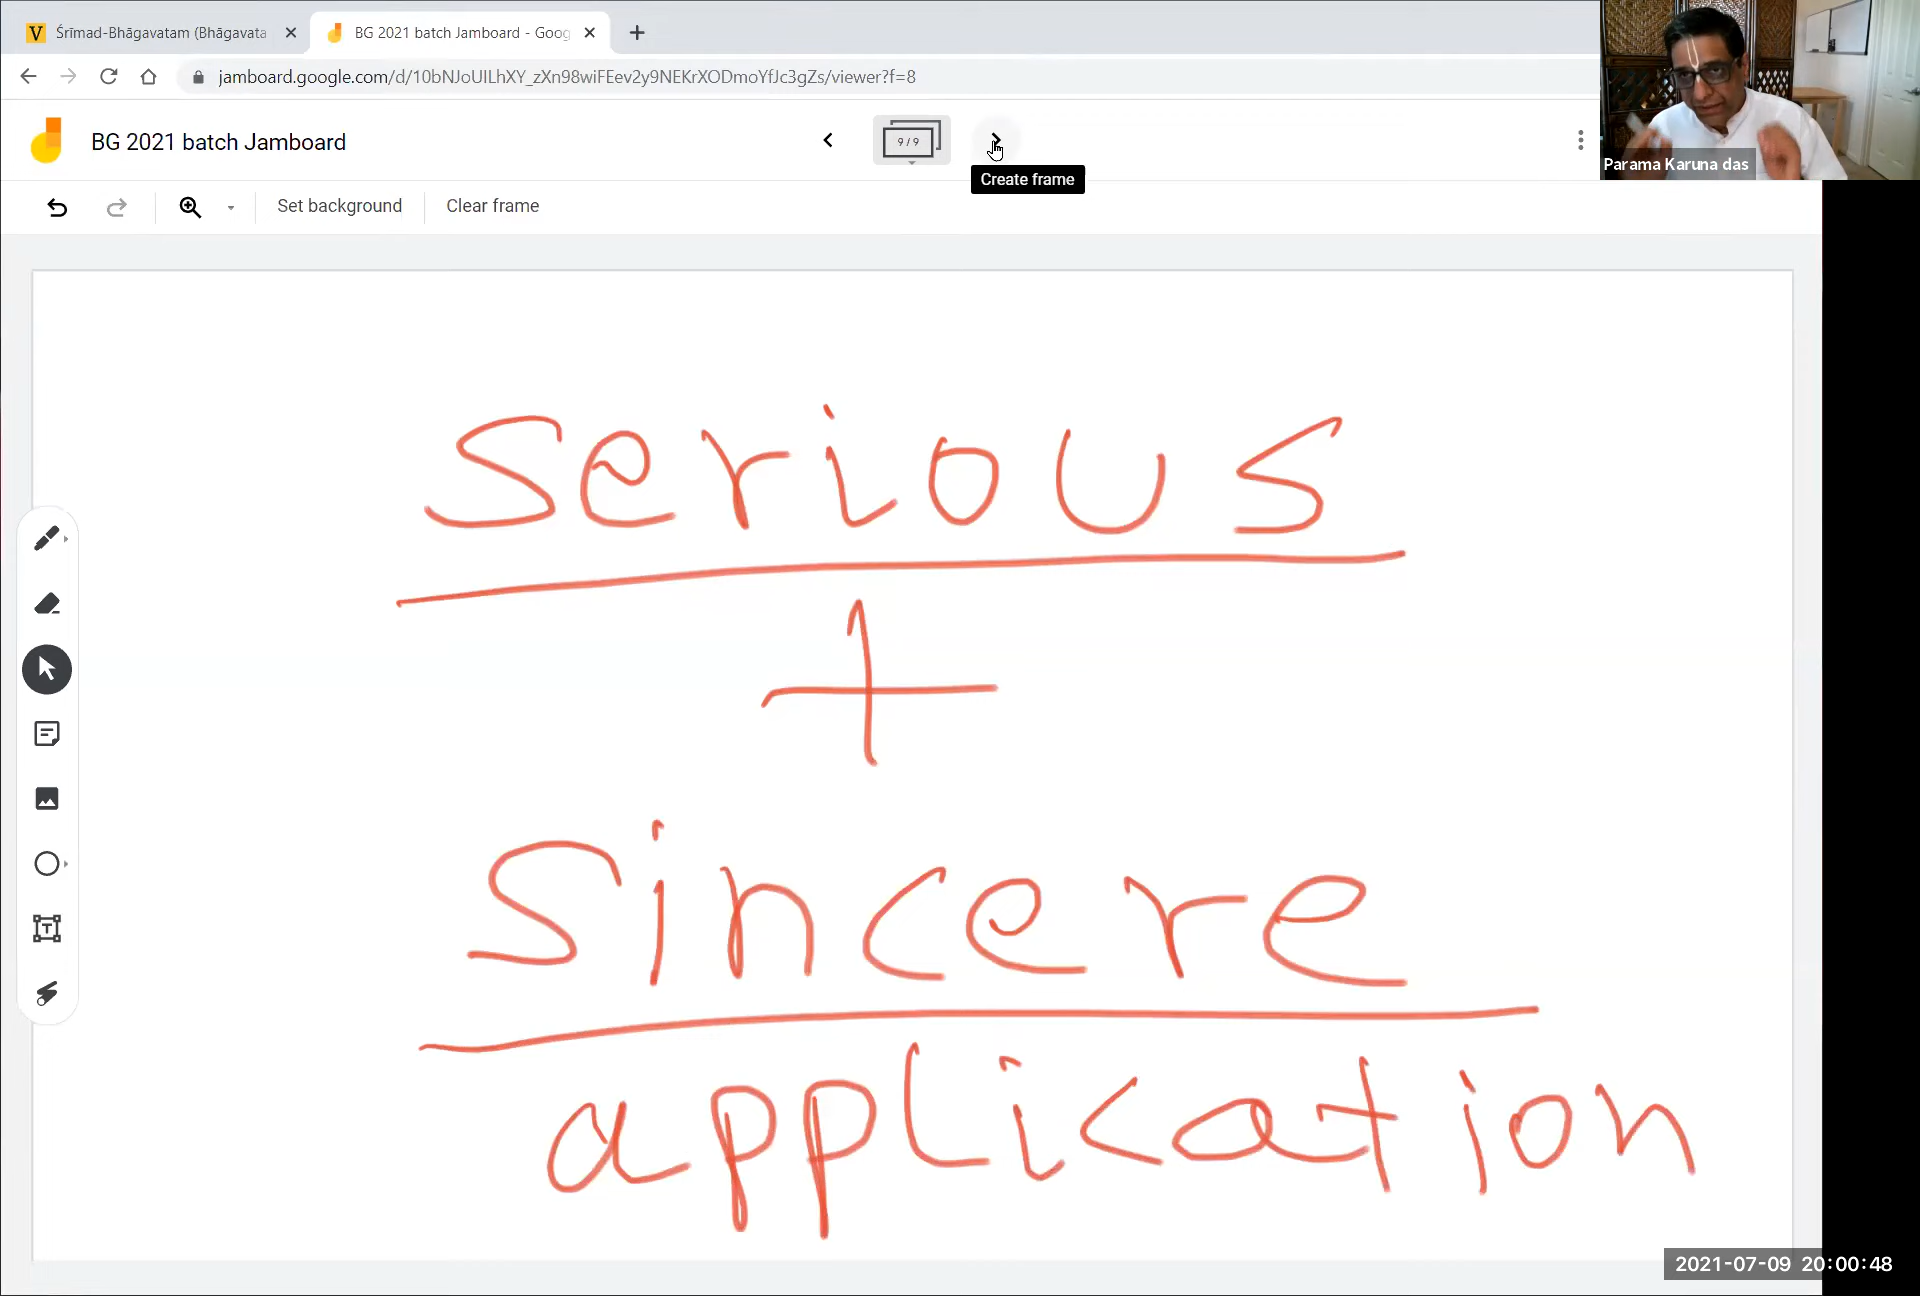 Śrīmad-Bhāgavatam (Bhāgavata
BG 2021 batch Jamboard - Goog
jamboard.google.com/d/10bNJoUILhXY_zXn98wiFEev2y9NEKrXODmoYfJc3gZs/viewer?f=8
BG 2021 batch Jamboard
9 / 9
Create frame
Parama Karuna das
Set background
Clear frame
Serious
+
Sincere
application
2021-07-09 20:00:48